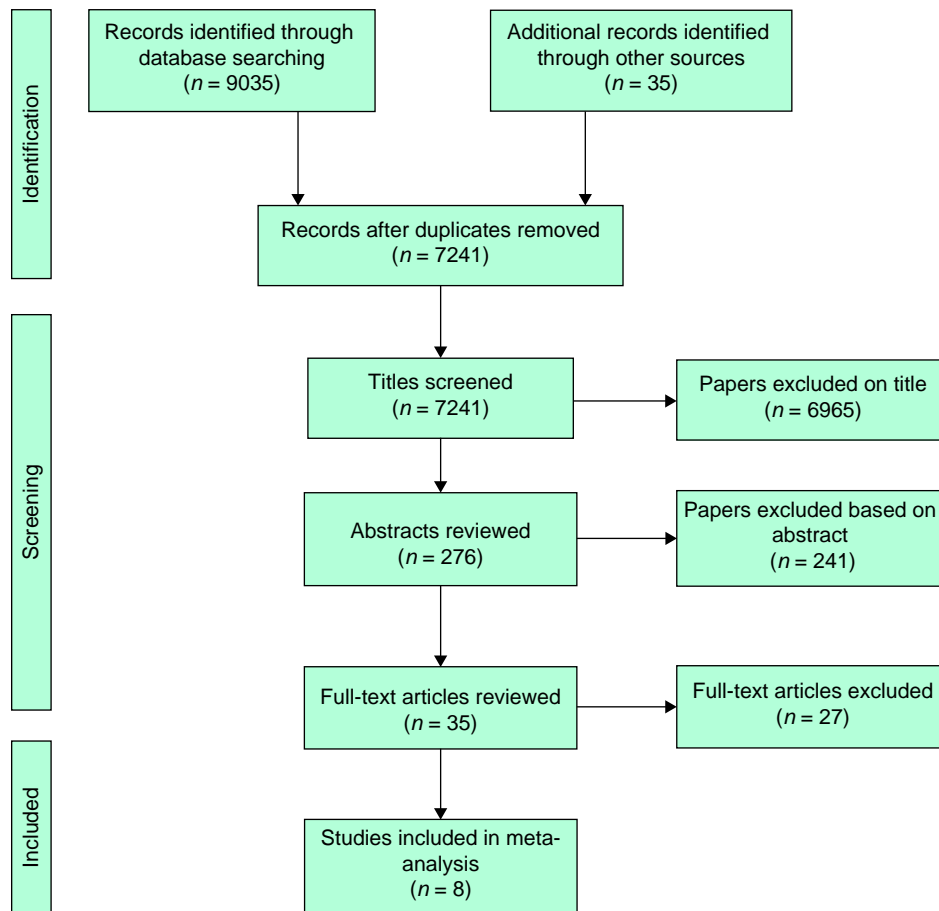 Identification
Records identified through
database searching
(n = 9035)
Additional records identified
through other sources
(n = 35)
Records after duplicates removed
(n = 7241)
Screening
Titles screened
(n = 7241)
Papers excluded on title
(n = 6965)
Abstracts reviewed
(n = 276)
Papers excluded based on
abstract
(n = 241)
Full-text articles reviewed
(n = 35)
Full-text articles excluded
(n = 27)
Included
Studies included in meta-
analysis
(n = 8)